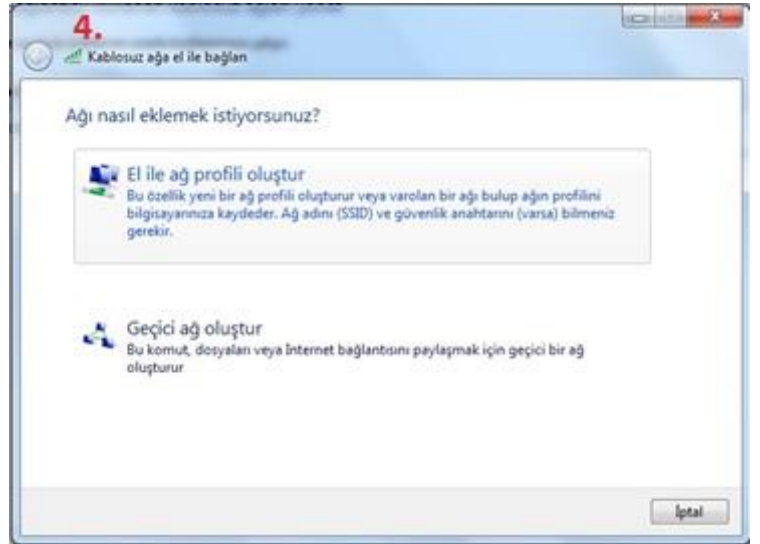 4.
Kablosuz ağa el ile bağlan
Ağı nasıl eklemek istiyorsunuz?
El ile ağ profili oluştur
Bu özellik yeni bir ağ profili oluşturur veya varolan bir ağı bulup ağın profilini
bilgisayarınıza kaydeder. Ağ adını (SSID) ve güvenlik anahtarını (varsa) bilmeniz
gerekir.
Geçici ağ oluştur
Bu komut, dosyaları veya İnternet bağlantısını paylaşmak için geçici bir ağ
oluşturur
İptal